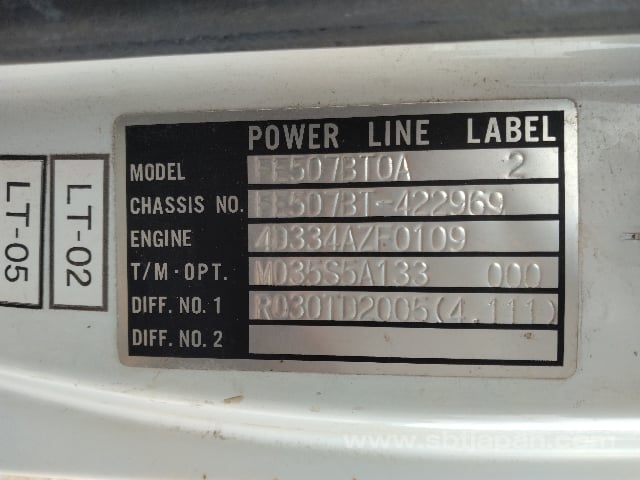 POWER LINE LABEL
MODEL FE507BTOA 2
CHASSIS NO. FE507BT-422969
ENGINE 4D334AZF0109
T/M·OPT. M035S5A133 000
DIFF. NO. 1 R030TD2005(4.111)
DIFF. NO. 2
LT-05
LT-02
www.sbtjapan.com